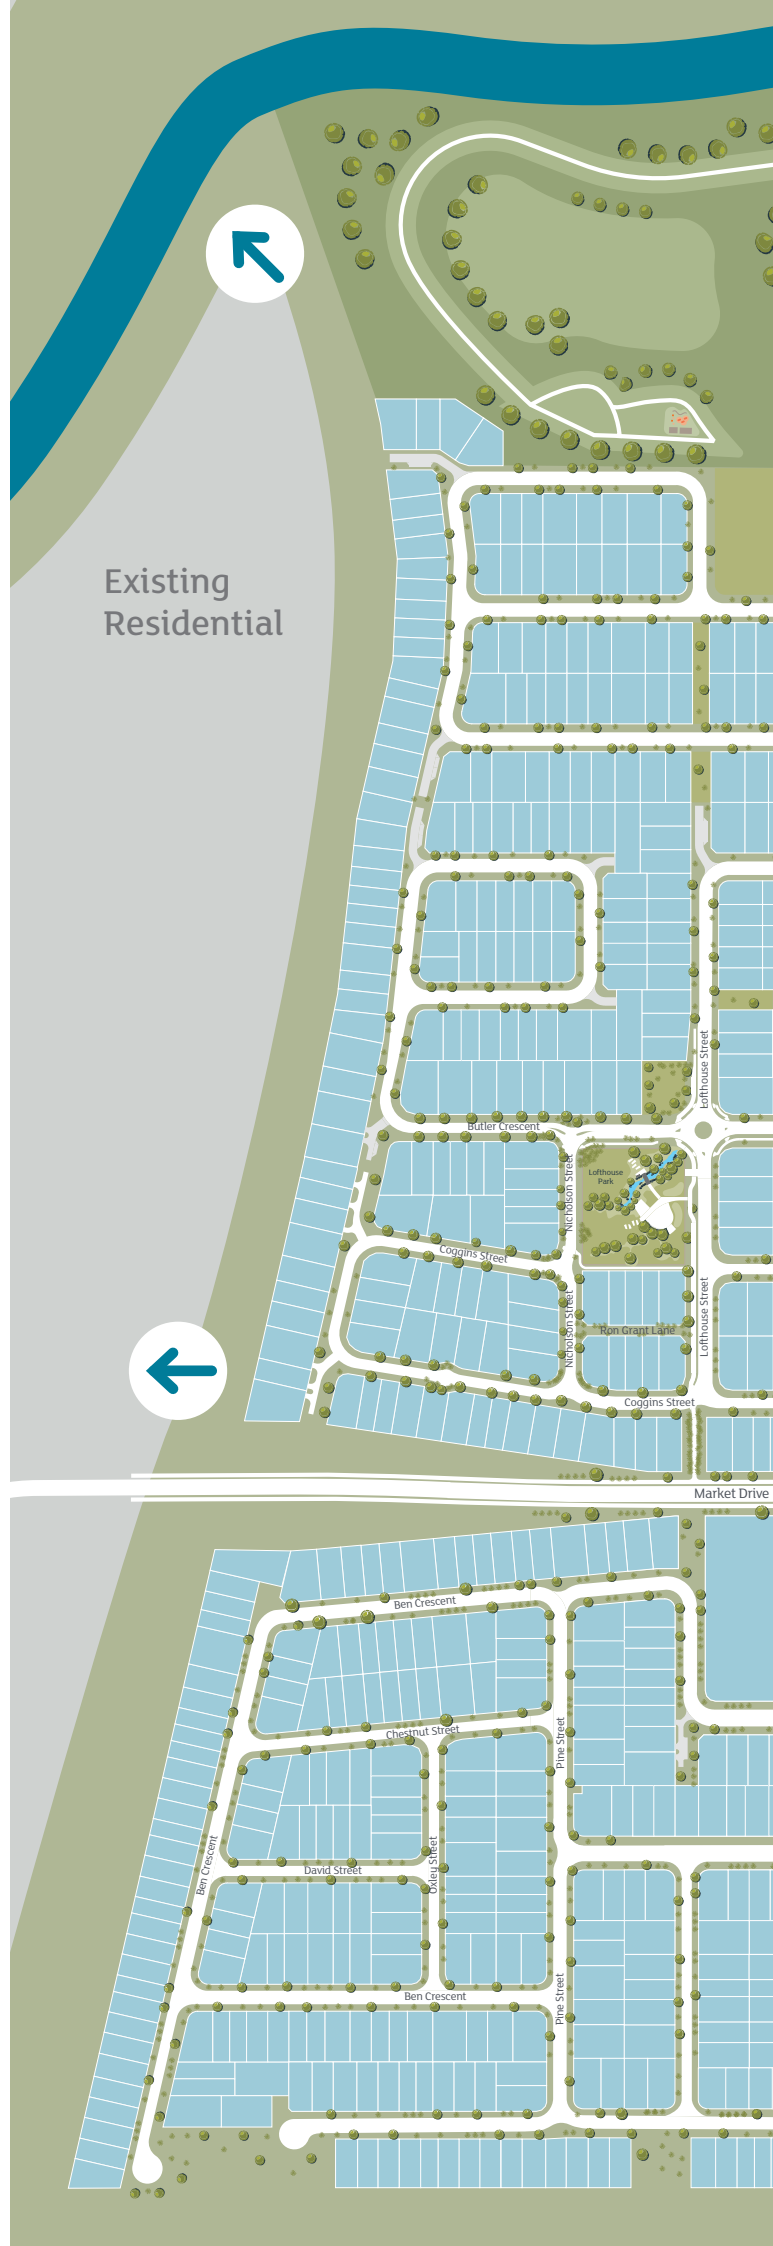 Existing
Residential
Lofthouse Street
Butler Crescent
Nicholson Street
Lofthouse
Park
Coggins Street
Nicholson Street
Lofthouse Street
Ron Grant Lane
Coggins Street
Market Drive
Ben Crescent
Chestnut Street
Pine Street
Ben Crescent
Oxley Street
David Street
Ben Crescent
Pine Street